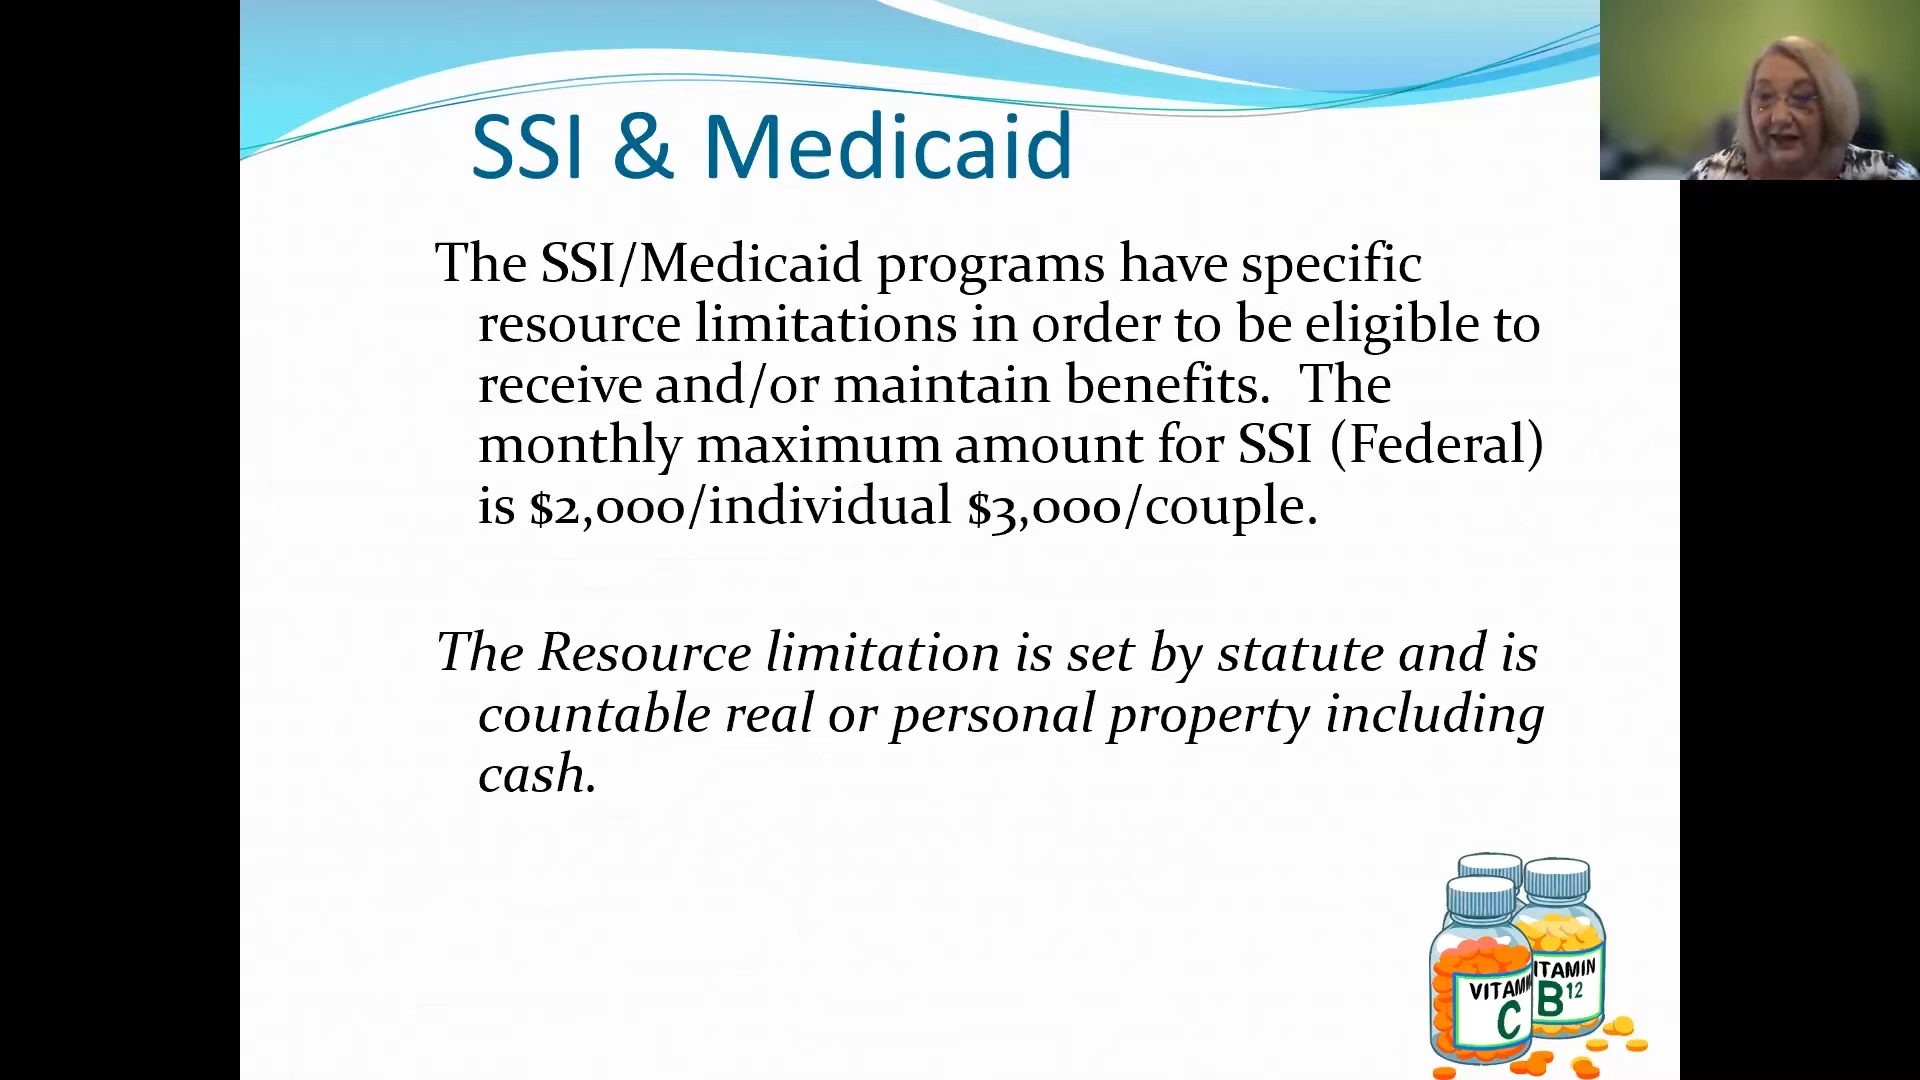 SSI & Medicaid
The SSI/Medicaid programs have specific
resource limitations in order to be eligible to
receive and/or maintain benefits. The
monthly maximum amount for SSI (Federal)
is $2,000/individual $3,000/couple.
The Resource limitation is set by statute and is
countable real or personal property including
cash.
VITAM
C
ITAMIN
B12